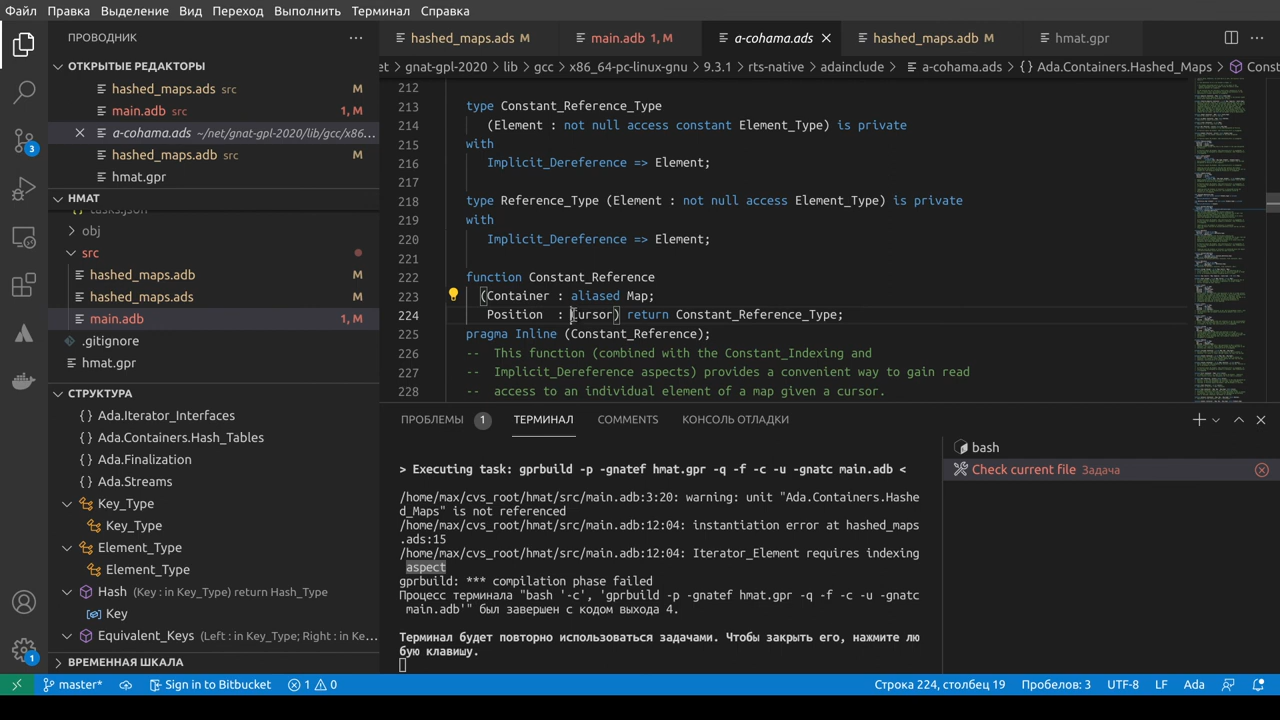 Файл Правка Выделение Вид Переход Выполнить Терминал Справка
ПРОВОДНИК
ОТКРЫТЫЕ РЕДАКТОРЫ
hashed_maps.ads src M
main.adb src 1, M
a-cohama.ads ~/net/gnat-gpl-2020/lib/gcc/x86...
hashed_maps.adb src M
hmat.gpr
HMAT
tasks.json
obj
src
hashed_maps.adb M
hashed_maps.ads M
main.adb 1, M
.gitignore
hmat.gpr
СТРУКТУРА
Ada.Iterator_Interfaces
Ada.Containers.Hash_Tables
Ada.Finalization
Ada.Streams
Key_Type
Key_Type
Element_Type
Element_Type
Hash (Key : in Key_Type) return Hash_Type
Key
Equivalent_Keys (Left : in Key_Type; Right : in Ke...
ВРЕМЕННАЯ ШКАЛА
3
1
hashed_maps.ads M main.adb 1, M a-cohama.ads hashed_maps.adb M hmat.gpr
et > gnat-gpl-2020 > lib > gcc > x86_64-pc-linux-gnu > 9.3.1 > rts-native > adainclude > a-cohama.ads > {} Ada.Containers.Hashed_Maps > Const
212
213 type Constant_Reference_Type
214 (Element : not null access constant Element_Type) is private
215 with
216 Implicit_Dereference => Element;
217
218 type Reference_Type (Element : not null access Element_Type) is private
219 with
220 Implicit_Dereference => Element;
221
222 function Constant_Reference
223 (Container : aliased Map;
224 Position : Cursor) return Constant_Reference_Type;
225 pragma Inline (Constant_Reference);
226 -- This function (combined with the Constant_Indexing and
227 -- Implicit_Dereference aspects) provides a convenient way to gain read
228 -- access to an individual element of a map given a cursor.
ПРОБЛЕМЫ 1 ТЕРМИНАЛ COMMENTS КОНСОЛЬ ОТЛАДКИ
> Executing task: gprbuild -p -gnatef hmat.gpr -q -f -c -u -gnatc main.adb <
/home/max/cvs_root/hmat/src/main.adb:3:20: warning: unit "Ada.Containers.Hashe
d_Maps" is not referenced
/home/max/cvs_root/hmat/src/main.adb:12:04: instantiation error at hashed_maps
.ads:15
/home/max/cvs_root/hmat/src/main.adb:12:04: Iterator_Element requires indexing
aspect
gprbuild: *** compilation phase failed
Процесс терминала "bash '-c', 'gprbuild -p -gnatef hmat.gpr -q -f -c -u -gnatc
main.adb'" был завершен с кодом выхода 4.
Терминал будет повторно использоваться задачами. Чтобы закрыть его, нажмите лю
бую клавишу.
bash
Check current file Задача
master* Sign in to Bitbucket 1 0 Строка 224, столбец 19 Пробелов: 3 UTF-8 LF Ada